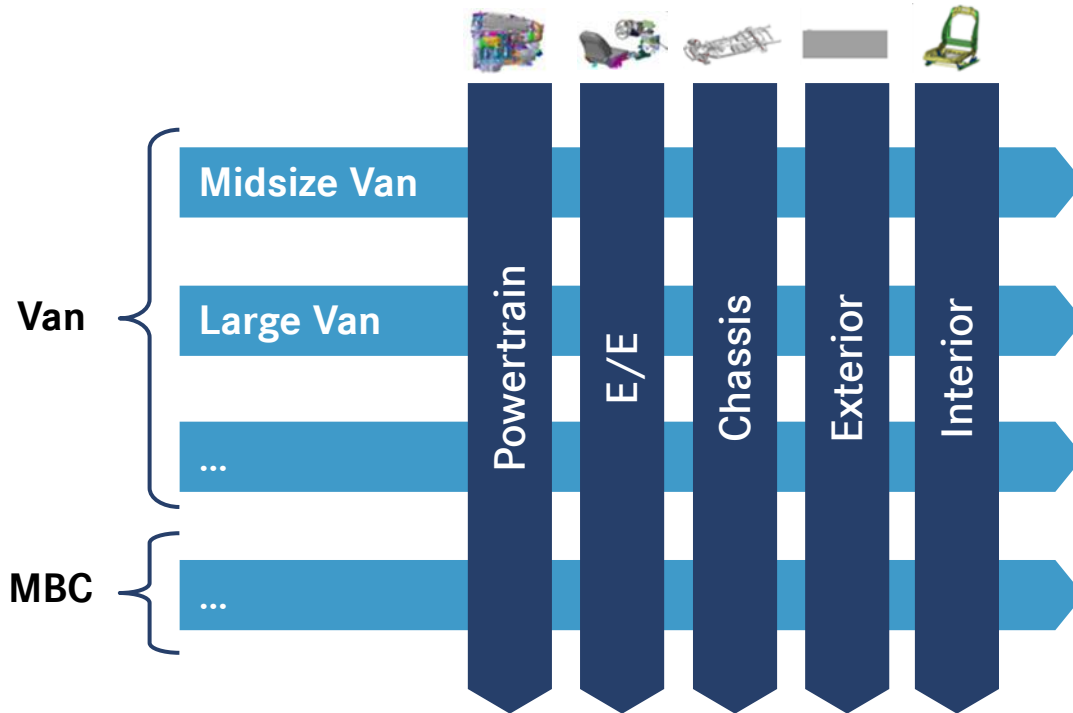 Midsize Van
Van
Large Van
...
MBC
...
Powertrain
E/E
Chassis
Exterior
Interior